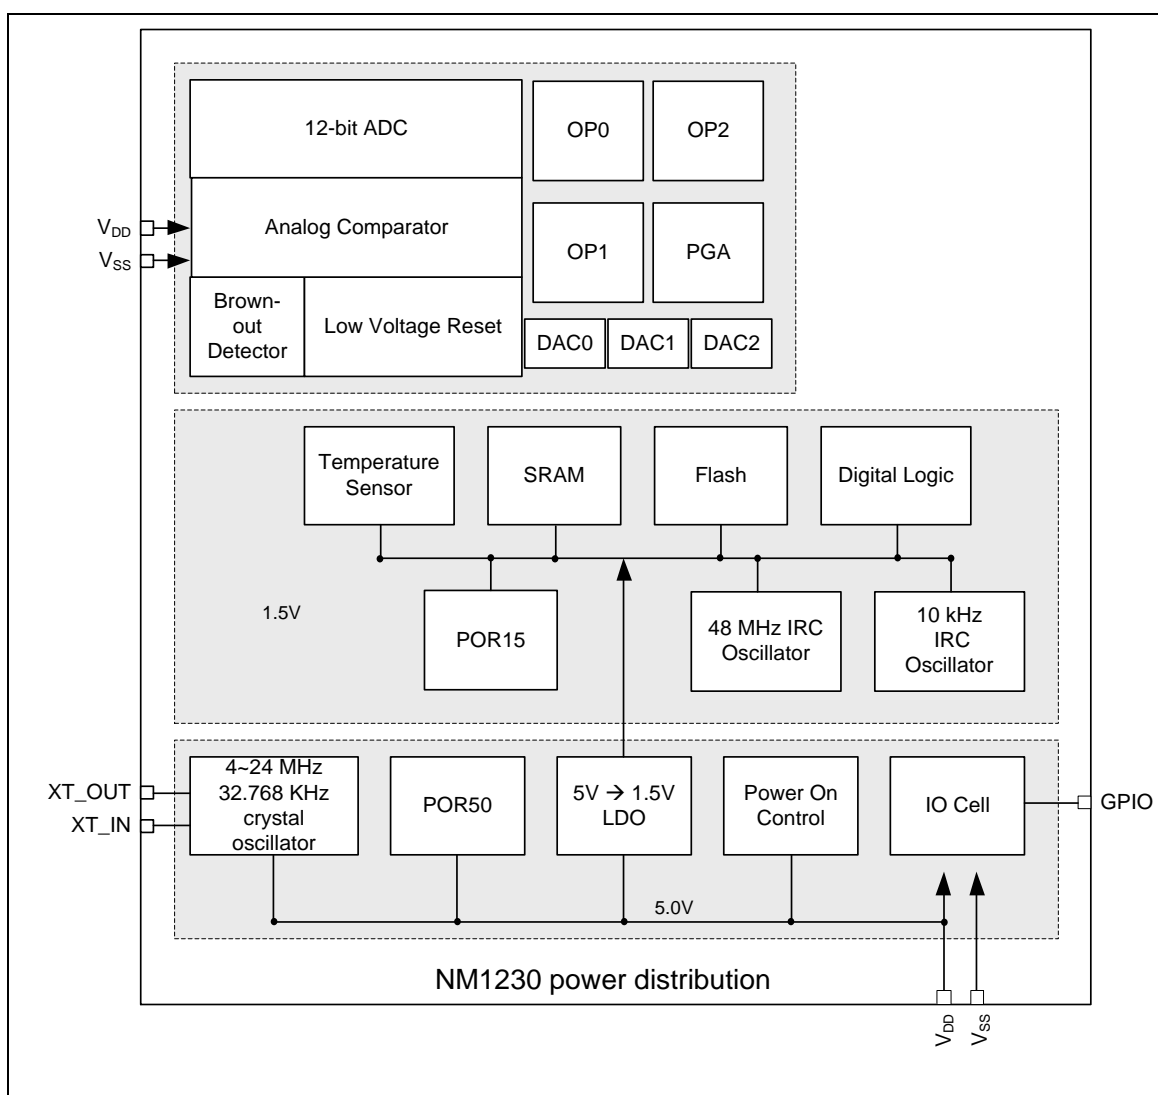 12-bit ADC
OP0
OP2
VDD
Analog Comparator
VSS
OP1
PGA
Brown-
out
Detector
Low Voltage Reset
DAC0
DAC1
DAC2
Temperature
Sensor
SRAM
Flash
Digital Logic
1.5V
POR15
48 MHz IRC
Oscillator
10 kHz
IRC
Oscillator
XT_OUT
XT_IN
4~24 MHz
32.768 KHz
crystal
oscillator
POR50
5V → 1.5V
LDO
Power On
Control
IO Cell
GPIO
5.0V
NM1230 power distribution
VDD
VSS